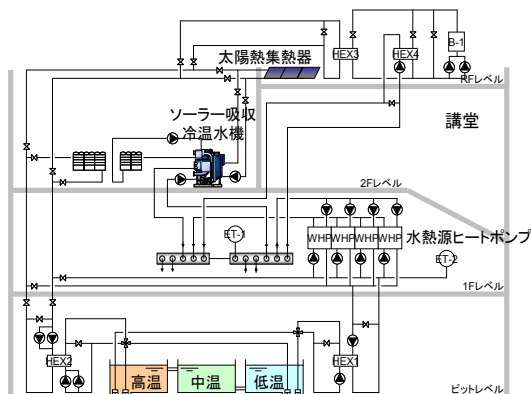 太陽熱集熱器
HEX3
HEX4
B-1
RFレベル
ソーラー吸収
冷温水機
講堂
2Fレベル
ET-1
WHP
WHP
WHP
WHP
水熱源ヒートポンプ
ET-2
1Fレベル
HEX2
HEX1
高温
中温
低温
ピットレベル